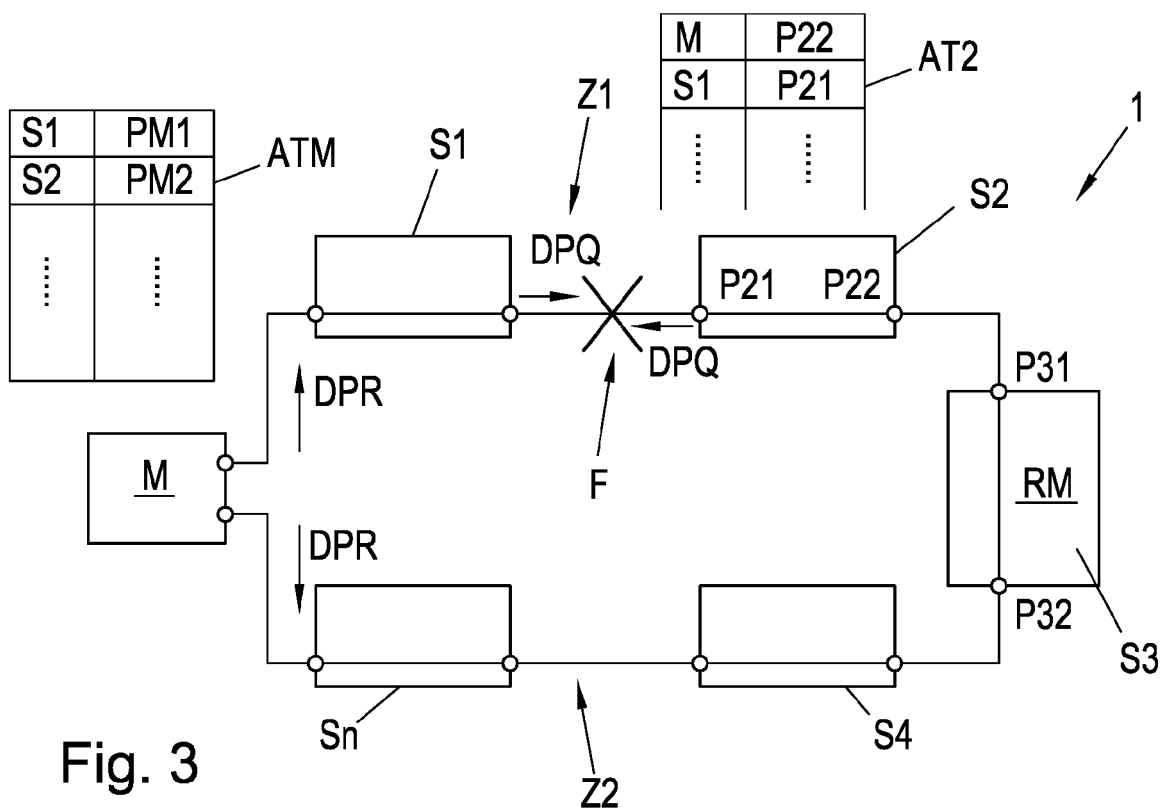 M P22
S1 P21
AT2
Z1
1
S1 PM1
S2 PM2
ATM
S1
S2
DPQ
P21 P22
DPQ
P31
DPR
M
F
RM
DPR
P32
S3
Sn
S4
Z2
Fig. 3